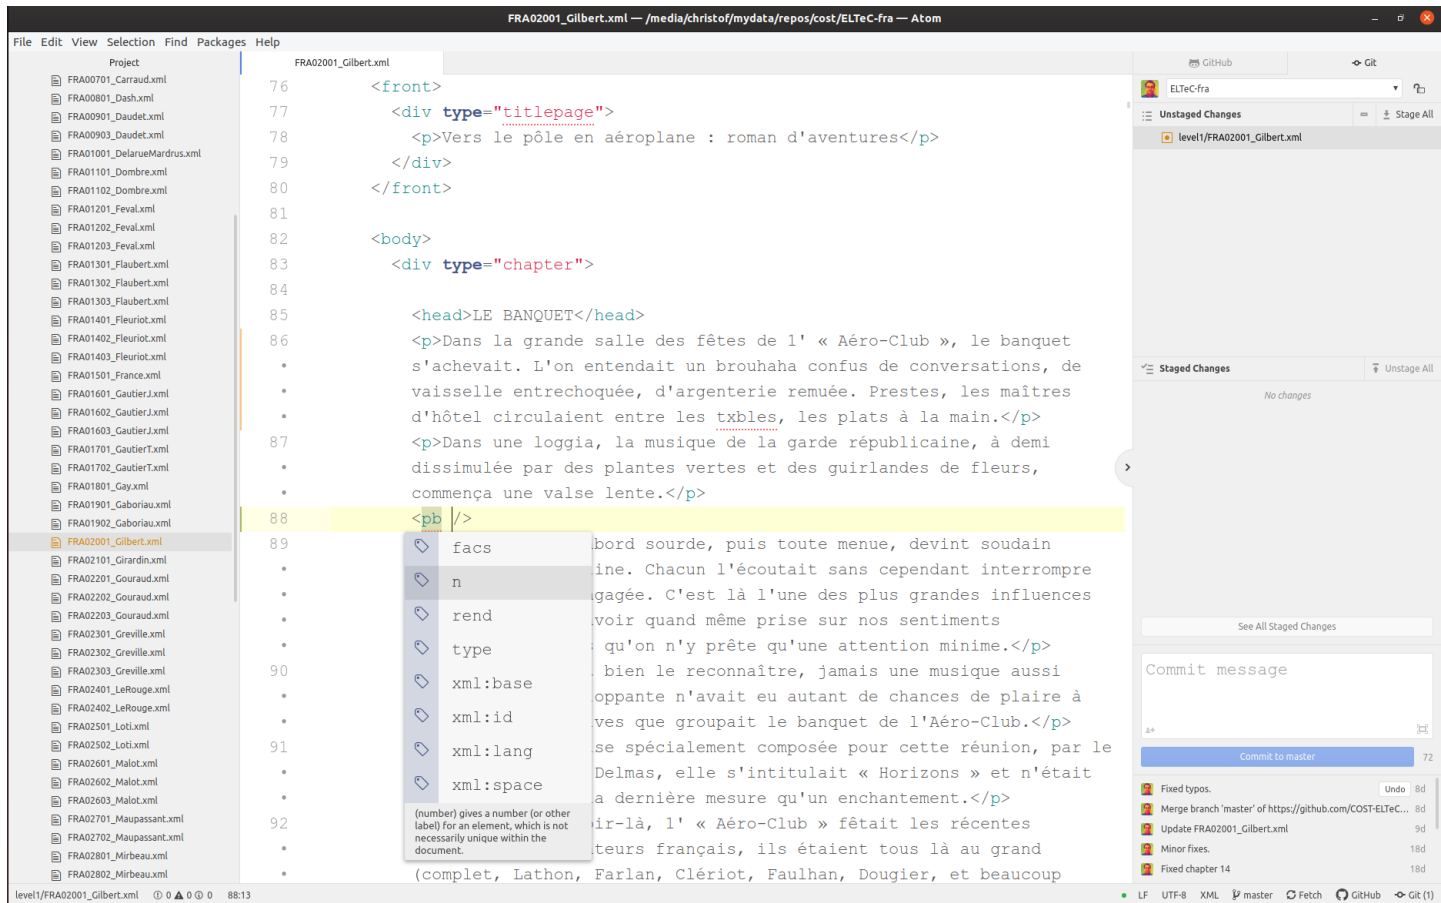 FRA02001_Gilbert.xml — /media/christof/mydata/repos/cost/ELTeC-fra — Atom
File Edit View Selection Find Packages Help
Project
FRA00701_Carraud.xml
FRA00801_Dash.xml
FRA00901_Daudet.xml
FRA00903_Daudet.xml
FRA01001_DelarueMardrus.xml
FRA01101_Dombre.xml
FRA01102_Dombre.xml
FRA01201_Feval.xml
FRA01202_Feval.xml
FRA01203_Feval.xml
FRA01301_Flaubert.xml
FRA01302_Flaubert.xml
FRA01303_Flaubert.xml
FRA01401_Fleuriot.xml
FRA01402_Fleuriot.xml
FRA01403_Fleuriot.xml
FRA01501_France.xml
FRA01601_GautierJ.xml
FRA01602_GautierJ.xml
FRA01603_GautierJ.xml
FRA01701_GautierT.xml
FRA01702_GautierT.xml
FRA01801_Gay.xml
FRA01901_Gaboriau.xml
FRA01902_Gaboriau.xml
FRA02001_Gilbert.xml
FRA02101_Girardin.xml
FRA02201_Gouraud.xml
FRA02202_Gouraud.xml
FRA02203_Gouraud.xml
FRA02301_Greville.xml
FRA02302_Greville.xml
FRA02303_Greville.xml
FRA02401_LeRouge.xml
FRA02402_LeRouge.xml
FRA02501_Loti.xml
FRA02502_Loti.xml
FRA02601_Malot.xml
FRA02602_Malot.xml
FRA02603_Malot.xml
FRA02701_Maupassant.xml
FRA02702_Maupassant.xml
FRA02801_Mirbeau.xml
FRA02802_Mirbeau.xml
FRA02001_Gilbert.xml
76 <front>
77 <div type="titlepage">
78 <p>Vers le pôle en aéroplane : roman d'aventures</p>
79 </div>
80 </front>
81
82 <body>
83 <div type="chapter">
84
85 <head>LE BANQUET</head>
86 <p>Dans la grande salle des fêtes de 1' « Aéro-Club », le banquet
s'achevait. L'on entendait un brouhaha confus de conversations, de
vaisselle entrechoquée, d'argenterie remuée. Prestes, les maîtres
d'hôtel circulaient entre les txbles, les plats à la main.</p>
87 <p>Dans une loggia, la musique de la garde républicaine, à demi
dissimulée par des plantes vertes et des guirlandes de fleurs,
commença une valse lente.</p>
88 <pb />
89 bord sourde, puis toute menue, devint soudain
ine. Chacun l'écoutait sans cependant interrompre
gagée. C'est là l'une des plus grandes influences
voir quand même prise sur nos sentiments
qu'on n'y prête qu'une attention minime.</p>
90 bien le reconnaître, jamais une musique aussi
oppante n'avait eu autant de chances de plaire à
ves que groupait le banquet de l'Aéro-Club.</p>
91 se spécialement composée pour cette réunion, par le
Delmas, elle s'intitulait « Horizons » et n'était
a dernière mesure qu'un enchantement.</p>
92 ir-là, 1' « Aéro-Club » fêtait les récentes
teurs français, ils étaient tous là au grand
(complet, Lathon, Farlan, Clériot, Faulhan, Dougier, et beaucoup
facs
n
rend
type
xml:base
xml:id
xml:lang
xml:space
(number) gives a number (or other
label) for an element, which is not
necessarily unique within the
document.
GitHub Git
ELTeC-fra
Unstaged Changes Stage All
level1/FRA02001_Gilbert.xml
Staged Changes Unstage All
No changes
See All Staged Changes
Commit message
Commit to master 72
Fixed typos. Undo 8d
Merge branch 'master' of https://github.com/COST-ELTeC... 8d
Update FRA02001_Gilbert.xml 9d
Minor fixes. 18d
Fixed chapter 14 18d
level1/FRA02001_Gilbert.xml 0 0 0 88:13
LF UTF-8 XML master Fetch GitHub Git (1)